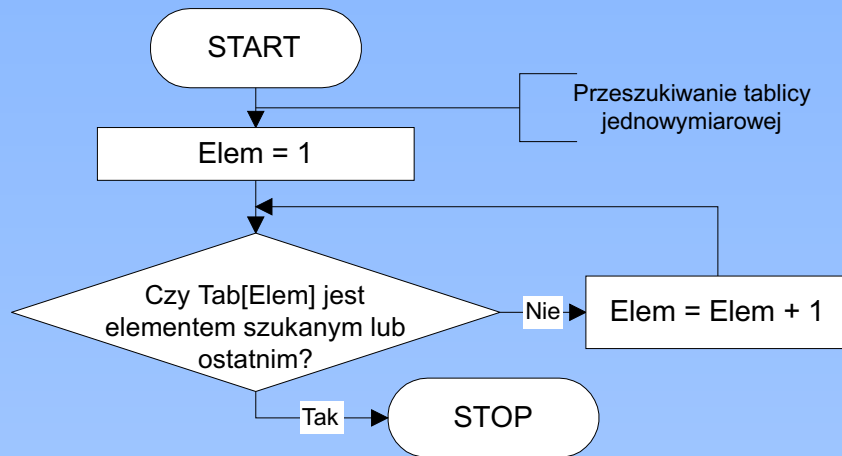 START
Przeszukiwanie tablicy
jednowymiarowej
Elem = 1
Czy Tab[Elem] jest
elementem szukanym lub
ostatnim?
Nie
Elem = Elem + 1
Tak
STOP